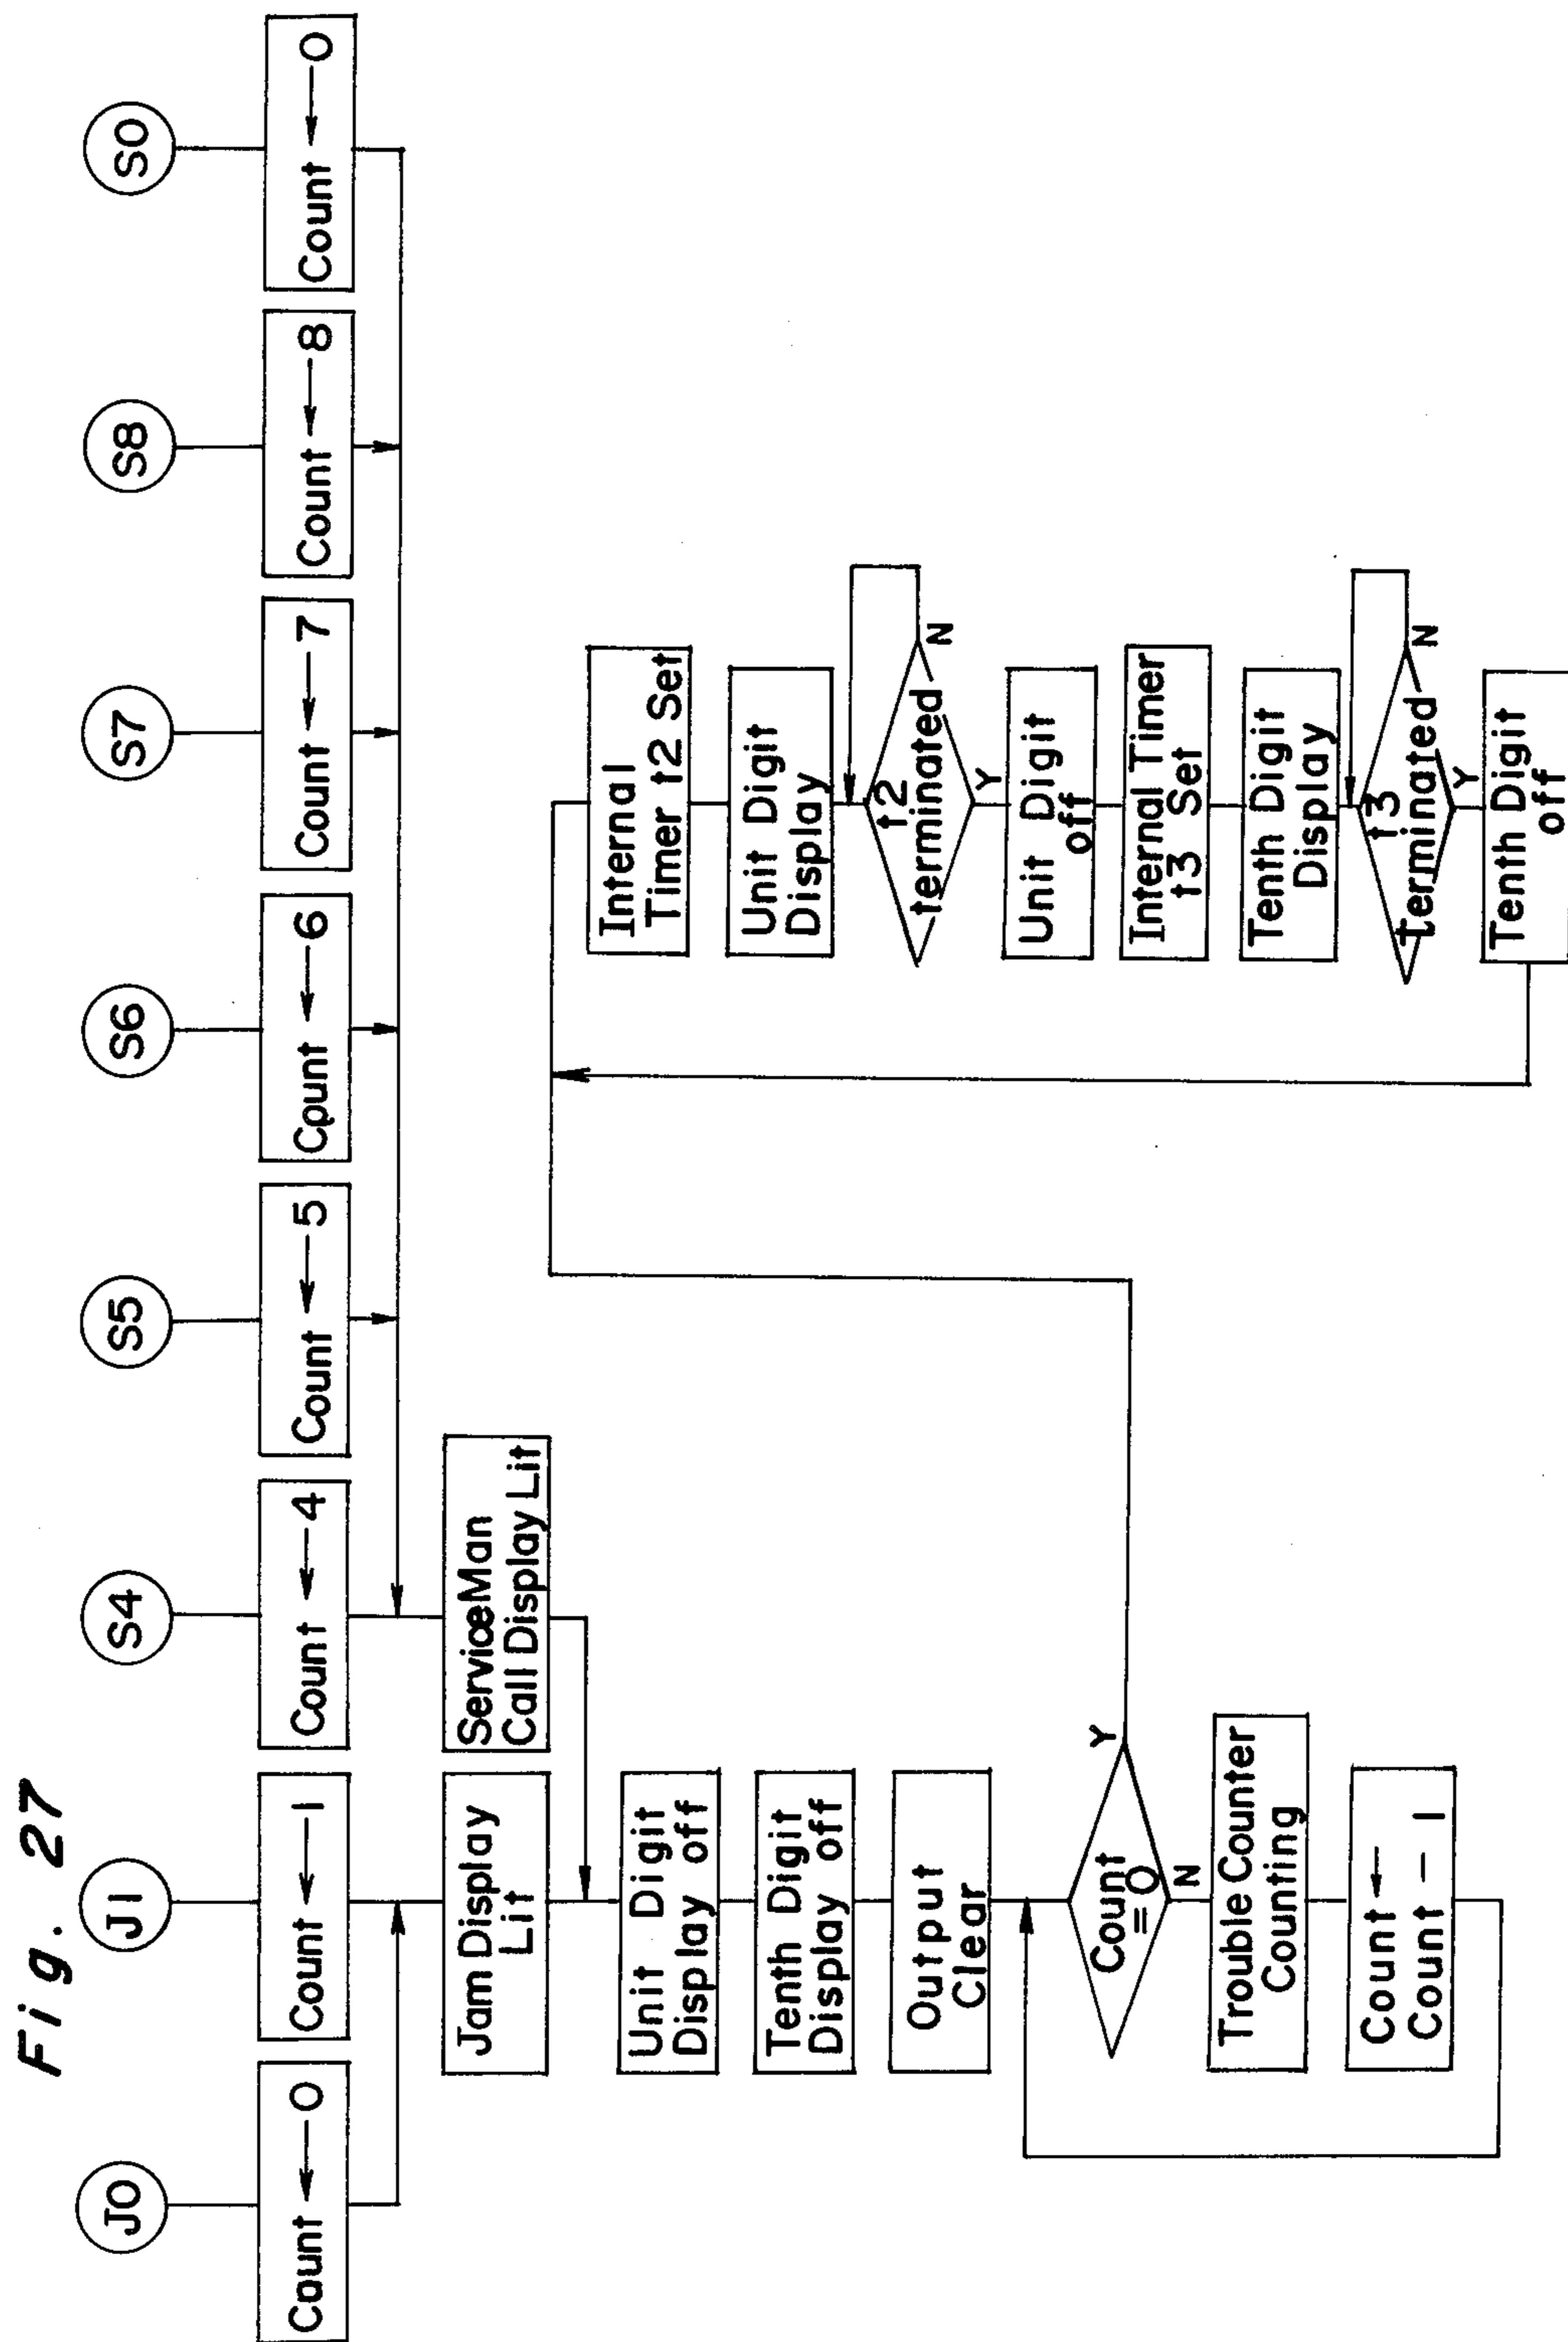 Fig. 27
J0
J1
S4
S5
S6
S7
S8
S0
Count ← 0
Count ← 1
Count ← 4
Count ← 5
Count ← 6
Count ← 7
Count ← 8
Count ← 0
Jam Display
Lit
ServiceMan
Call Display Lit
Unit Digit
Display off
Tenth Digit
Display off
Output
Clear
Count
=0
Y
N
Trouble Counter
Counting
Count ←
Count - 1
Internal
Timer t2 Set
Unit Digit
Display
t2
terminated
N
Y
Unit Digit
off
Internal Timer
t3 Set
Tenth Digit
Display
t3
terminated
N
Y
Tenth Digit
off